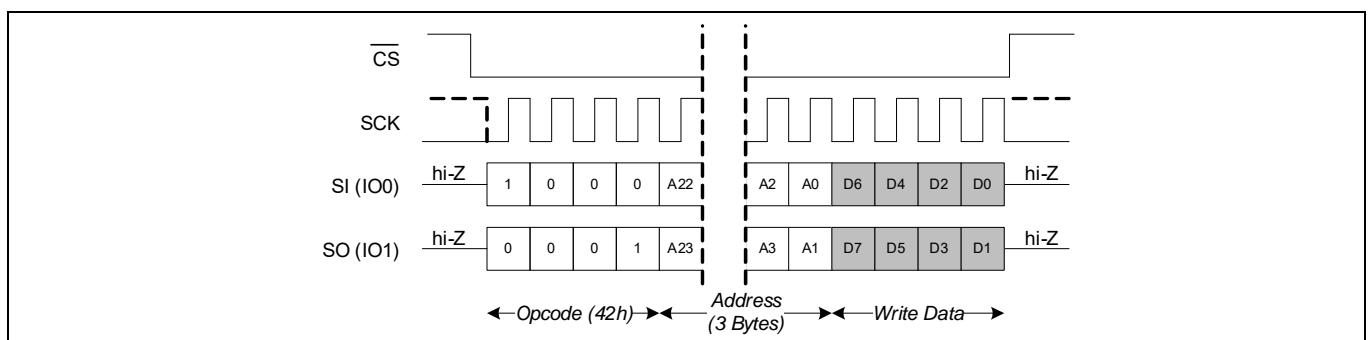 CS
SCK
hi-Z 1 0 0 0 A22 A2 A0 D6 D4 D2 D0 hi-Z
SI (IO0)
hi-Z 0 0 0 1 A23 A3 A1 D7 D5 D3 D1 hi-Z
SO (IO1)
Opcode (42h) Address Write Data
(3 Bytes)